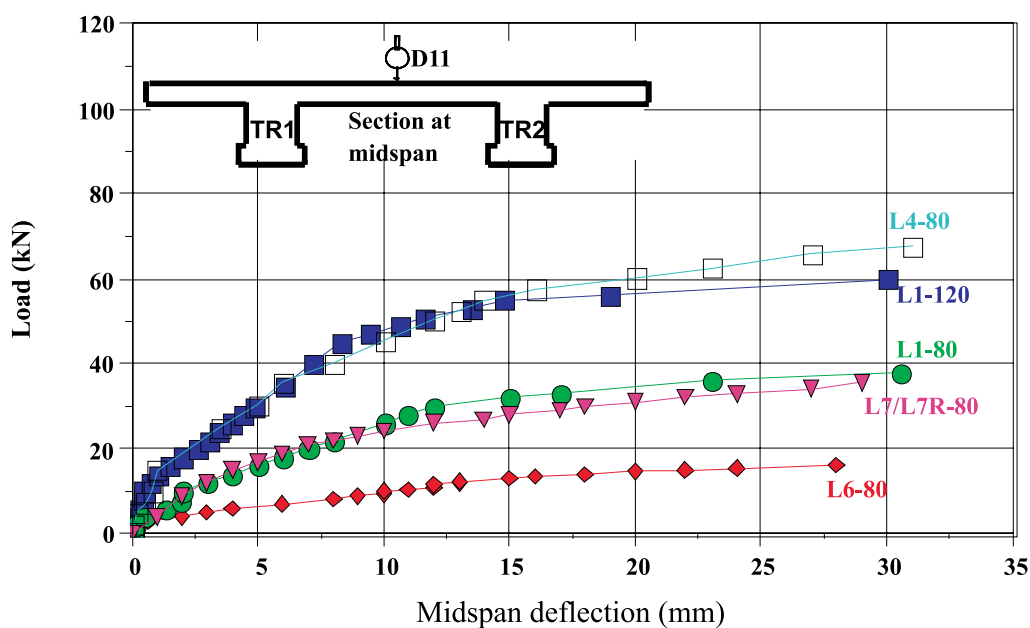 120
D11
100
TR1
Section at
midspan
TR2
80
L4-80
60
L1-120
40
L1-80
L7/L7R-80
20
L6-80
0
0
5
10
15
20
25
30
35
Load (kN)
Midspan deflection (mm)